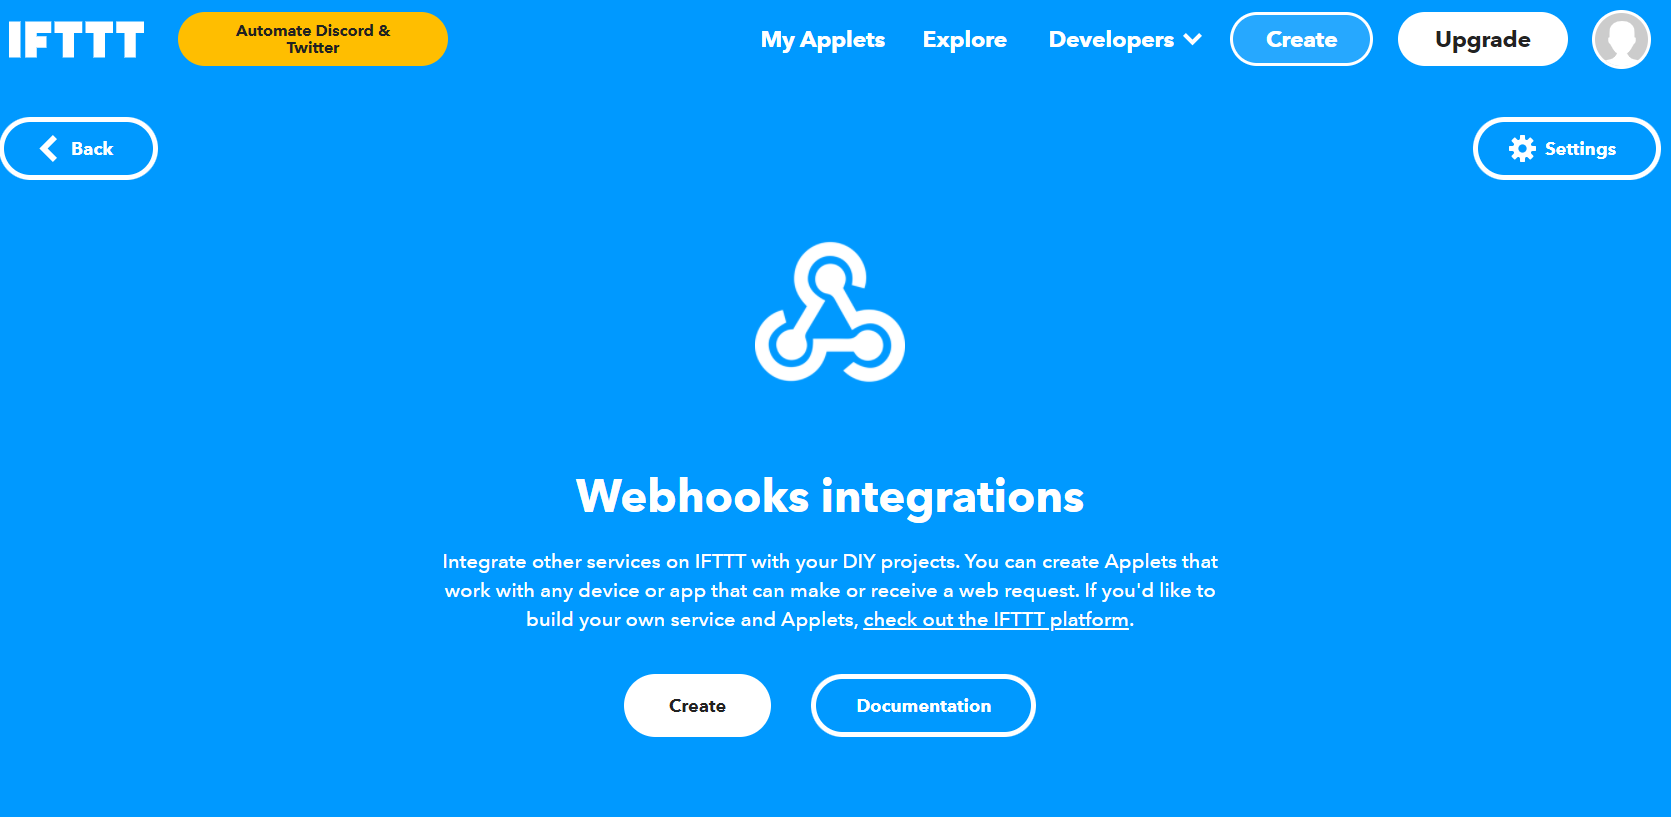 IFTTT
Automate Discord &
Twitter
My Applets
Explore
Developers
Create
Upgrade
Back
Settings
Webhooks integrations
Integrate other services on IFTTT with your DIY projects. You can create Applets that
work with any device or app that can make or receive a web request. If you'd like to
build your own service and Applets, check out the IFTTT platform.
Create
Documentation